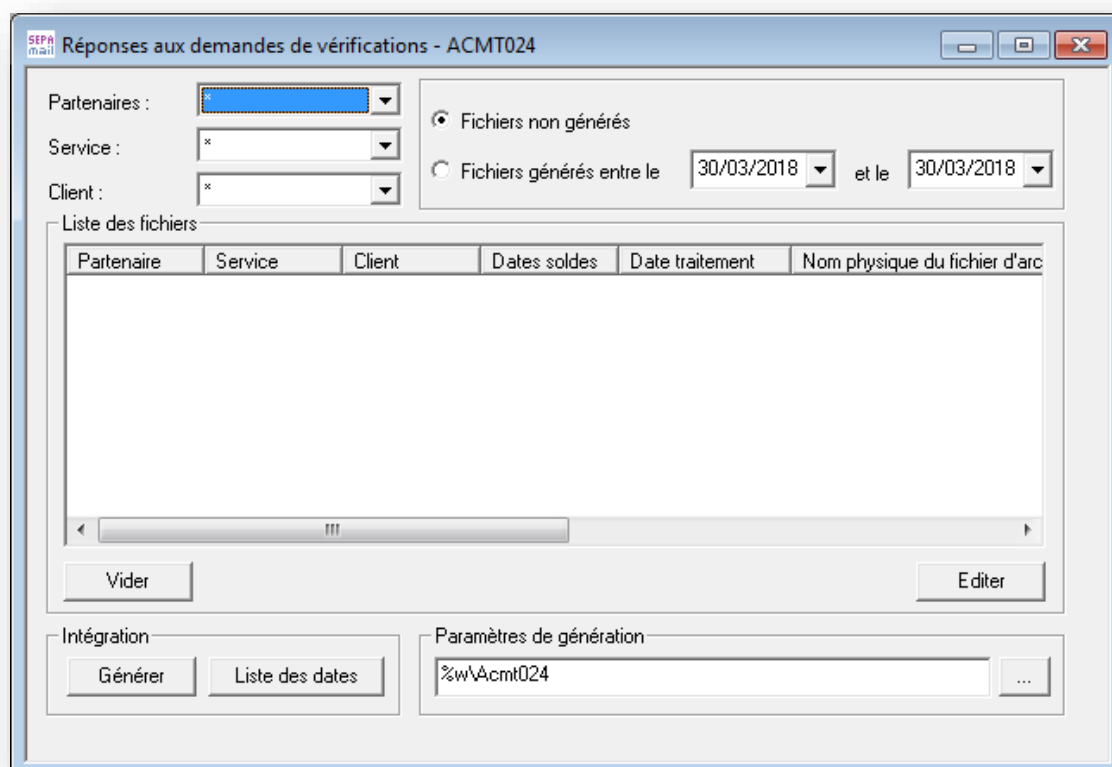 SEPA
mail
Réponses aux demandes de vérifications - ACMT024
Partenaires :
*
Service :
*
Client :
*
Fichiers non générés
Fichiers générés entre le
30/03/2018
et le
30/03/2018
Liste des fichiers
Partenaire
Service
Client
Dates soldes
Date traitement
Nom physique du fichier d'arc
Vider
Editer
Intégration
Générer
Liste des dates
Paramètres de génération
%w\Acmt024
...